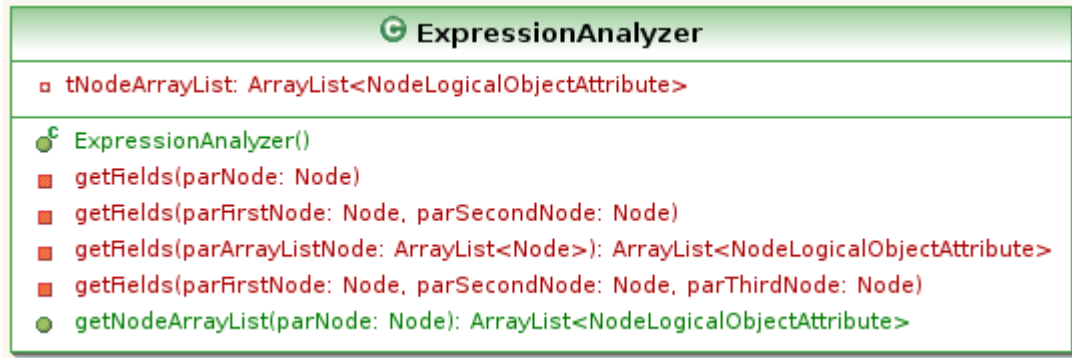 C ExpressionAnalyzer
tNodeArrayList: ArrayList<NodeLogicalObjectAttribute>
C ExpressionAnalyzer()
getFields(parNode: Node)
getFields(parFirstNode: Node, parSecondNode: Node)
getFields(parArrayListNode: ArrayList<Node>): ArrayList<NodeLogicalObjectAttribute>
getFields(parFirstNode: Node, parSecondNode: Node, parThirdNode: Node)
getNodeArrayList(parNode: Node): ArrayList<NodeLogicalObjectAttribute>